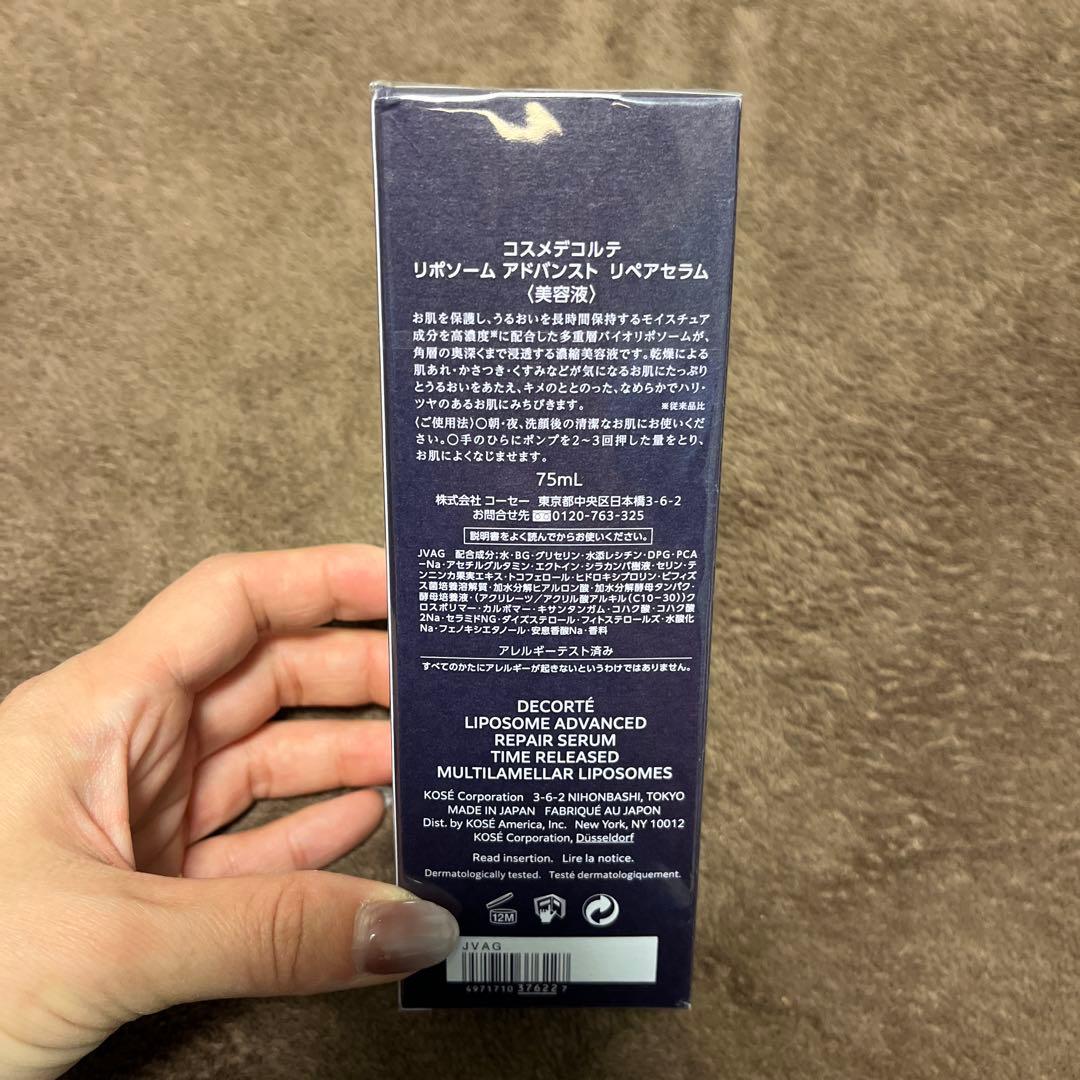 コスメデコルテ
リポソーム アドバンスト リペアセラム
〈美容液〉
お肌を保護し、うるおいを長時間保持するモイスチュア
成分を高濃度※に配合した多重層バイオリポソームが、
角層の奥深くまで浸透する濃縮美容液です。乾燥による
肌あれ・かさつき・くすみなどが気になるお肌にたっぷり
とうるおいをあたえ、キメのととのった、なめらかでハリ・
ツヤのあるお肌にみちびきます。 ※従来品比
〈ご使用法〉○朝・夜、洗顔後の清潔なお肌にお使いくだ
さい。○手のひらにポンプを2～3回押した量をとり、
お肌によくなじませます。
75mL
株式会社 コーセー 東京都中央区日本橋3-6-2
お問合せ先 0120-763-325
説明書をよく読んでからお使いください。
JVAG 配合成分:水・BG・グリセリン・水添レシチン・DPG・PCA
-Na・アセチルグルタミン・エクトイン・シラカンバ樹液・セリン・テ
ンニンカ果実エキス・トコフェロール・ヒドロキシプロリン・ビフィズ
ス菌培養溶解質・加水分解ヒアルロン酸・加水分解酵母タンパク・
酵母培養液・(アクリレーツ/アクリル酸アルキル(C10-30))ク
ロスポリマー・カルボマー・キサンタンガム・コハク酸・コハク酸
2Na・セラミドNG・ダイズステロール・フィトステロールズ・水酸化
Na・フェノキシエタノール・安息香酸Na・香料
アレルギーテスト済み
すべてのかたにアレルギーが起きないというわけではありません。
DECORTÉ
LIPOSOME ADVANCED
REPAIR SERUM
TIME RELEASED
MULTILAMELLAR LIPOSOMES
KOSÉ Corporation 3-6-2 NIHONBASHI, TOKYO
MADE IN JAPAN FABRIQUÉ AU JAPON
Dist. by KOSÉ America, Inc. New York, NY 10012
KOSÉ Corporation, Düsseldorf
Read insertion. Lire la notice.
Dermatologically tested. Testé dermatologiquement.
12M
JVAG
4971710 376227